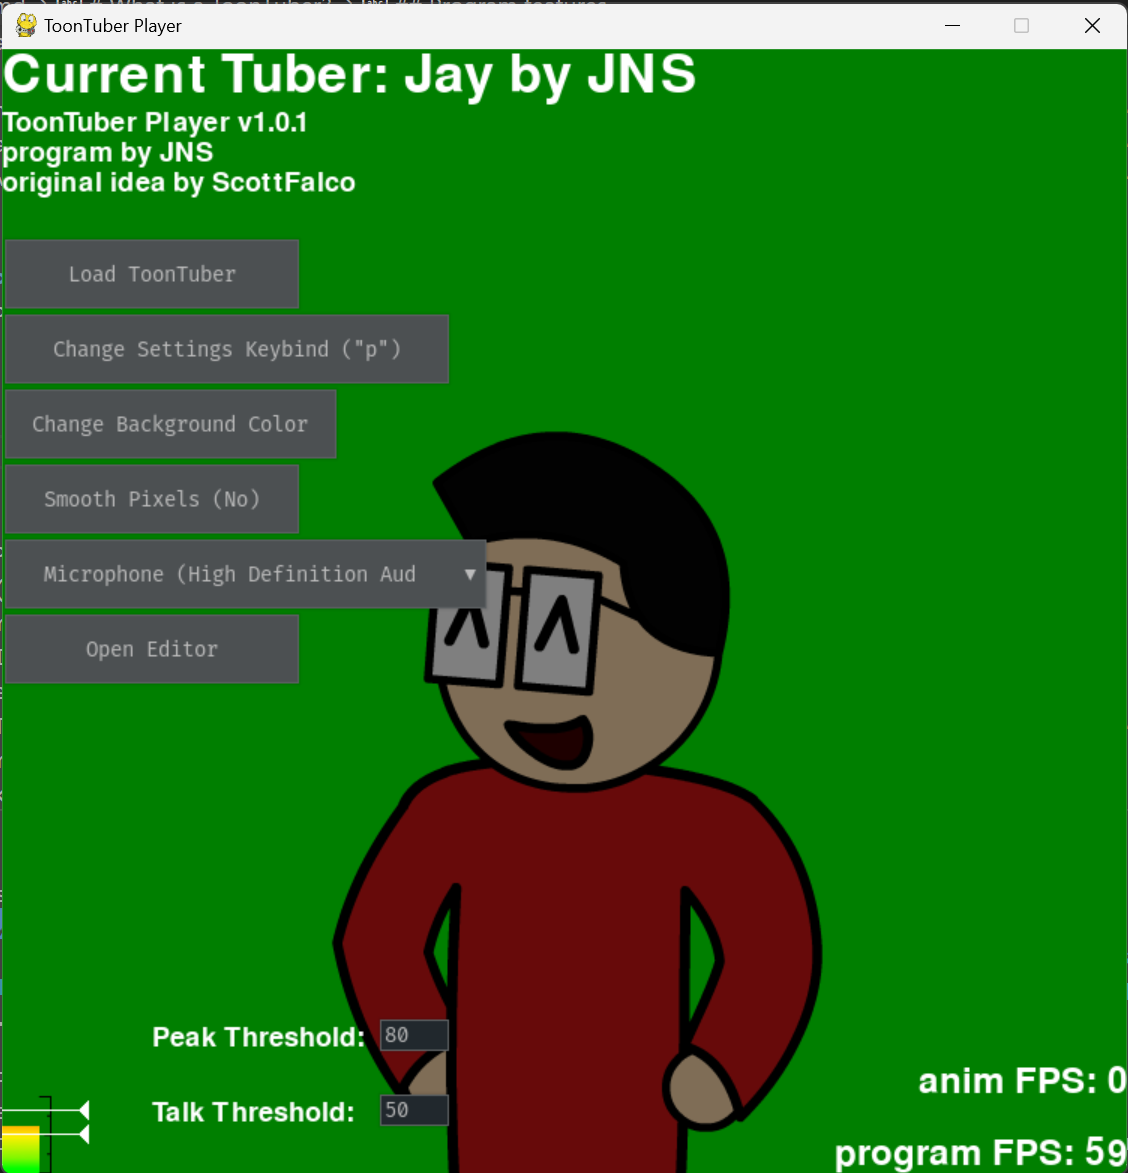 ToonTuber Player
Current Tuber: Jay by JNS
ToonTuber Player v1.0.1
program by JNS
original idea by ScottFalco
Load ToonTuber
Change Settings Keybind ("p")
Change Background Color
Smooth Pixels (No)
Microphone (High Definition Aud ▼
Open Editor
Peak Threshold: 80
Talk Threshold: 50
anim FPS: 0
program FPS: 59